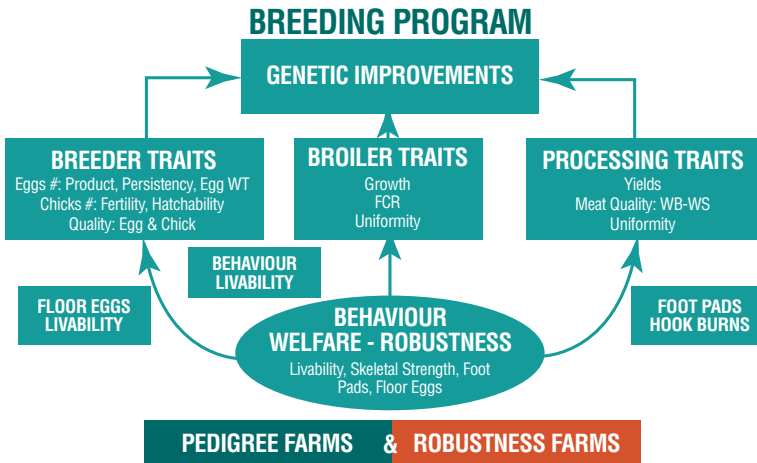 BREEDING PROGRAM
GENETIC IMPROVEMENTS
BREEDER TRAITS
Eggs #: Product, Persistency, Egg WT
Chicks #: Fertility, Hatchability
Quality: Egg & Chick
BROILER TRAITS
Growth
FCR
Uniformity
PROCESSING TRAITS
Yields
Meat Quality: WB-WS
Uniformity
BEHAVIOUR
LIVABILITY
FLOOR EGGS
LIVABILITY
FOOT PADS
HOOK BURNS
BEHAVIOUR
WELFARE - ROBUSTNESS
Livability, Skeletal Strength, Foot
Pads, Floor Eggs
PEDIGREE FARMS & ROBUSTNESS FARMS